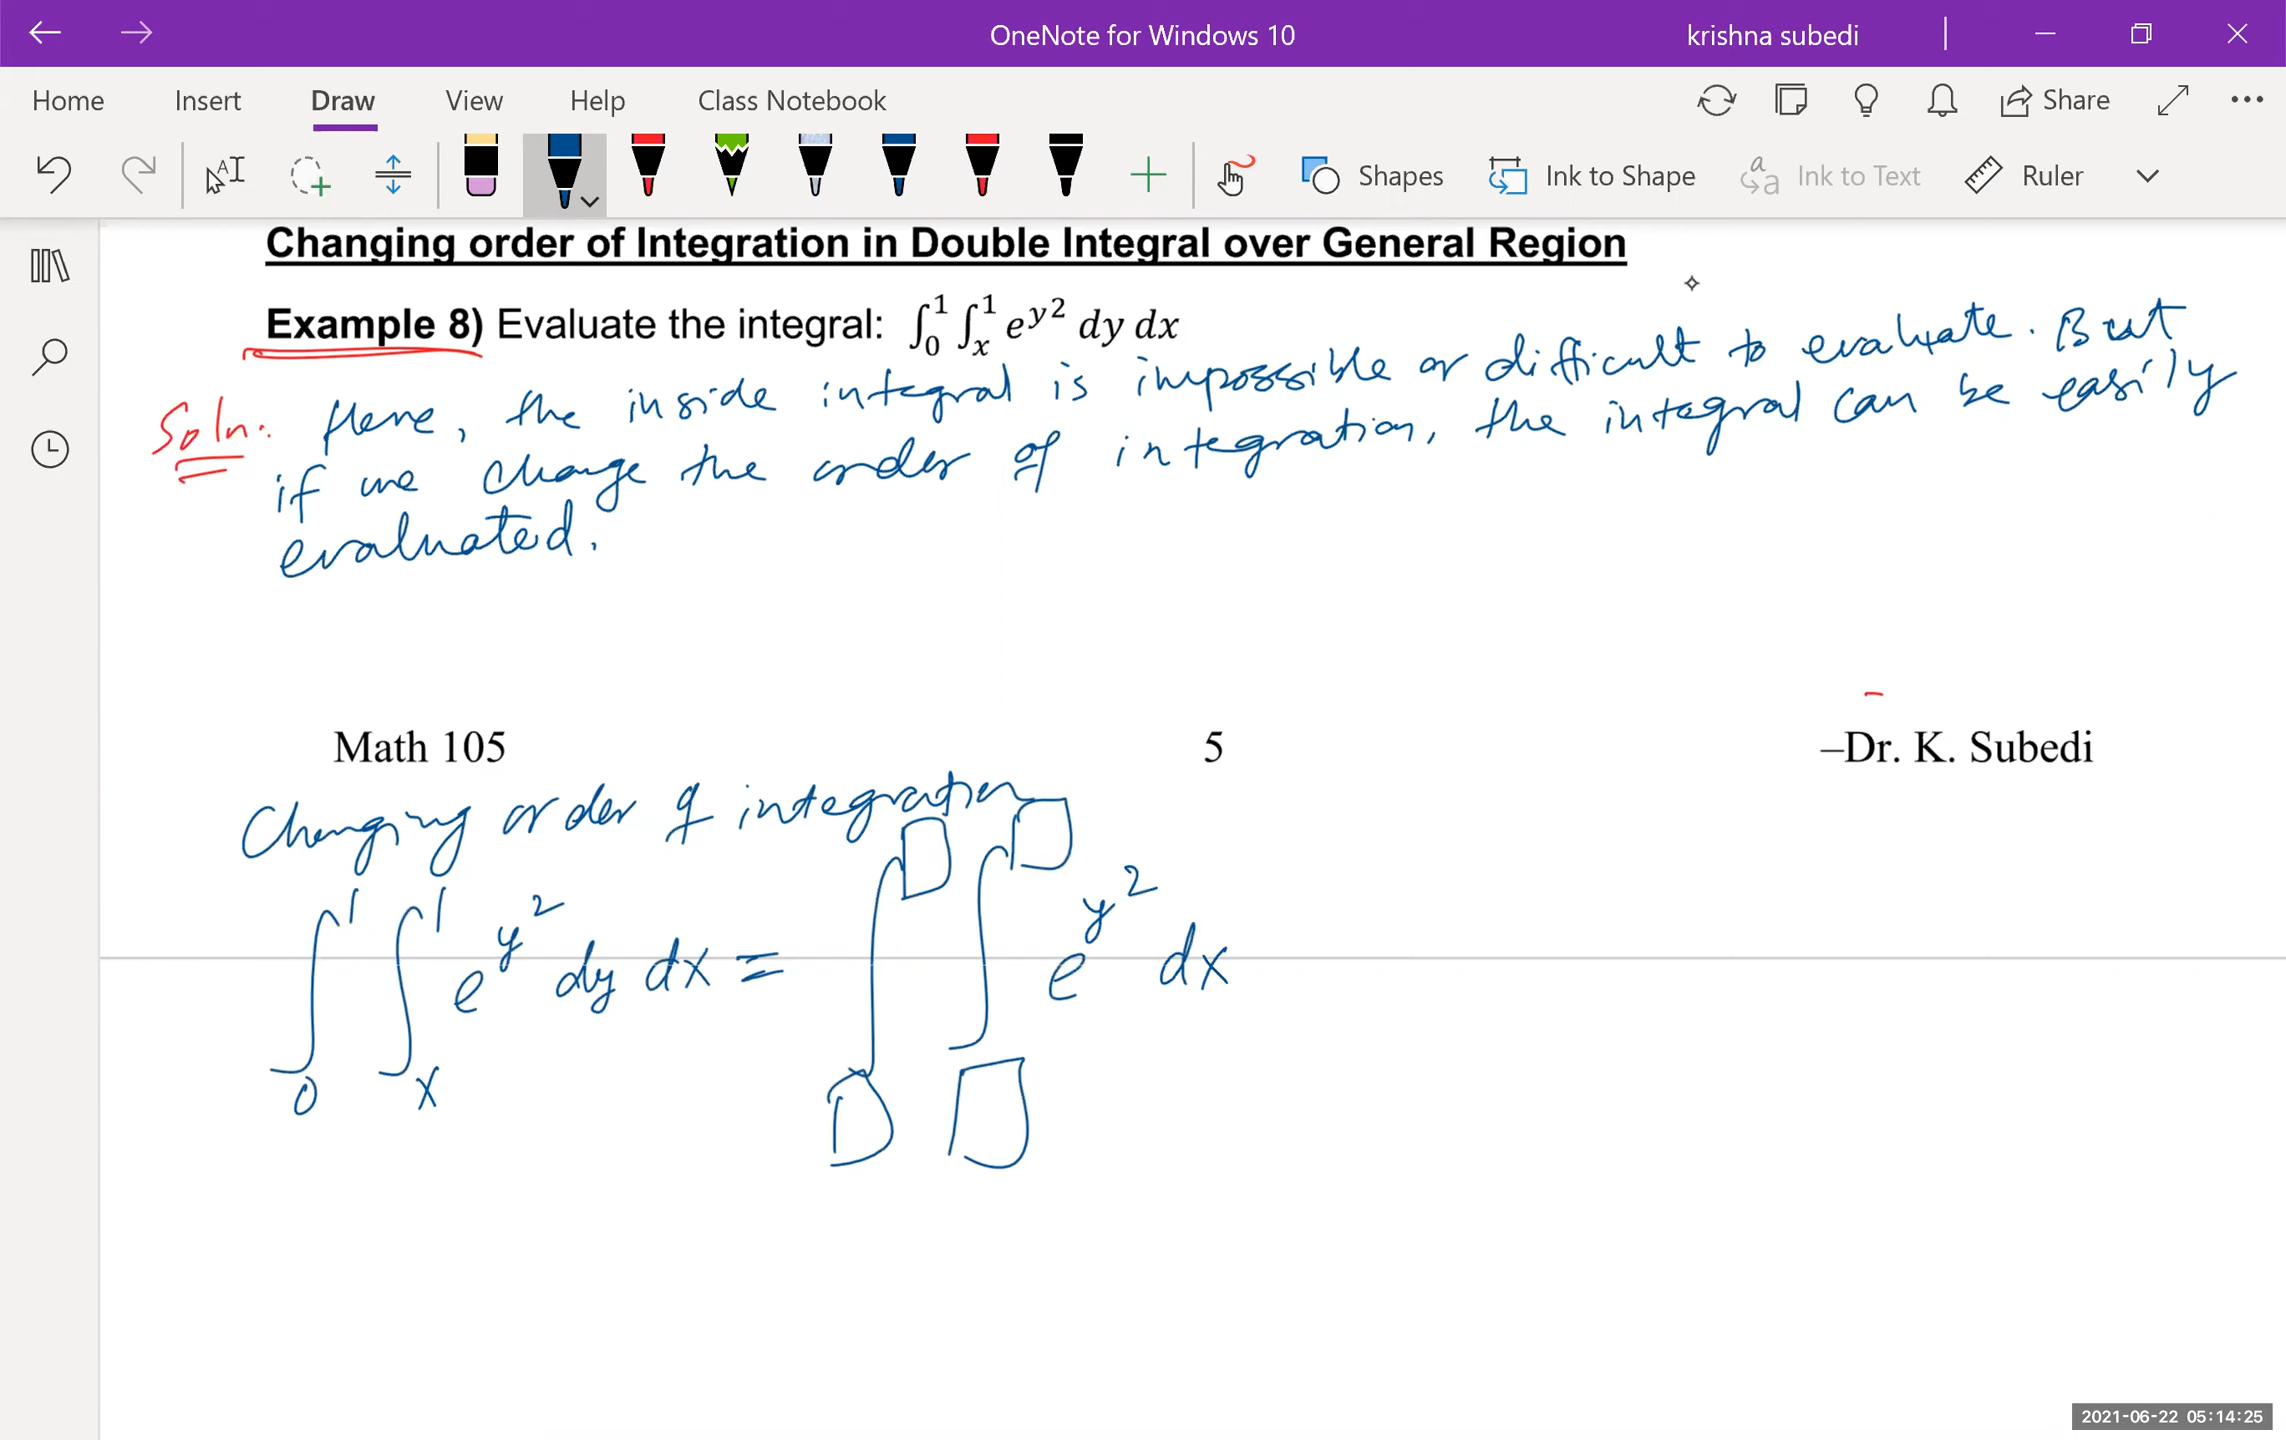 OneNote for Windows 10
krishna subedi
Home Insert Draw View Help Class Notebook Share
Shapes Ink to Shape Ink to Text Ruler
Changing order of Integration in Double Integral over General Region
Example 8) Evaluate the integral: ∫₀¹ ∫ₓ¹ e^{y²} dy dx
Soln: Here, the inside integral is impossible or difficult to evaluate. But
if we change the order of integration, the integral can be easily
evaluated.
Math 105 5 –Dr. K. Subedi
Changing order of integration
∫₀¹ ∫ₓ¹ e^{y²} dy dx = ∫_□^□ ∫_□^□ e^{y²} dx
2021-06-22 05:14:25